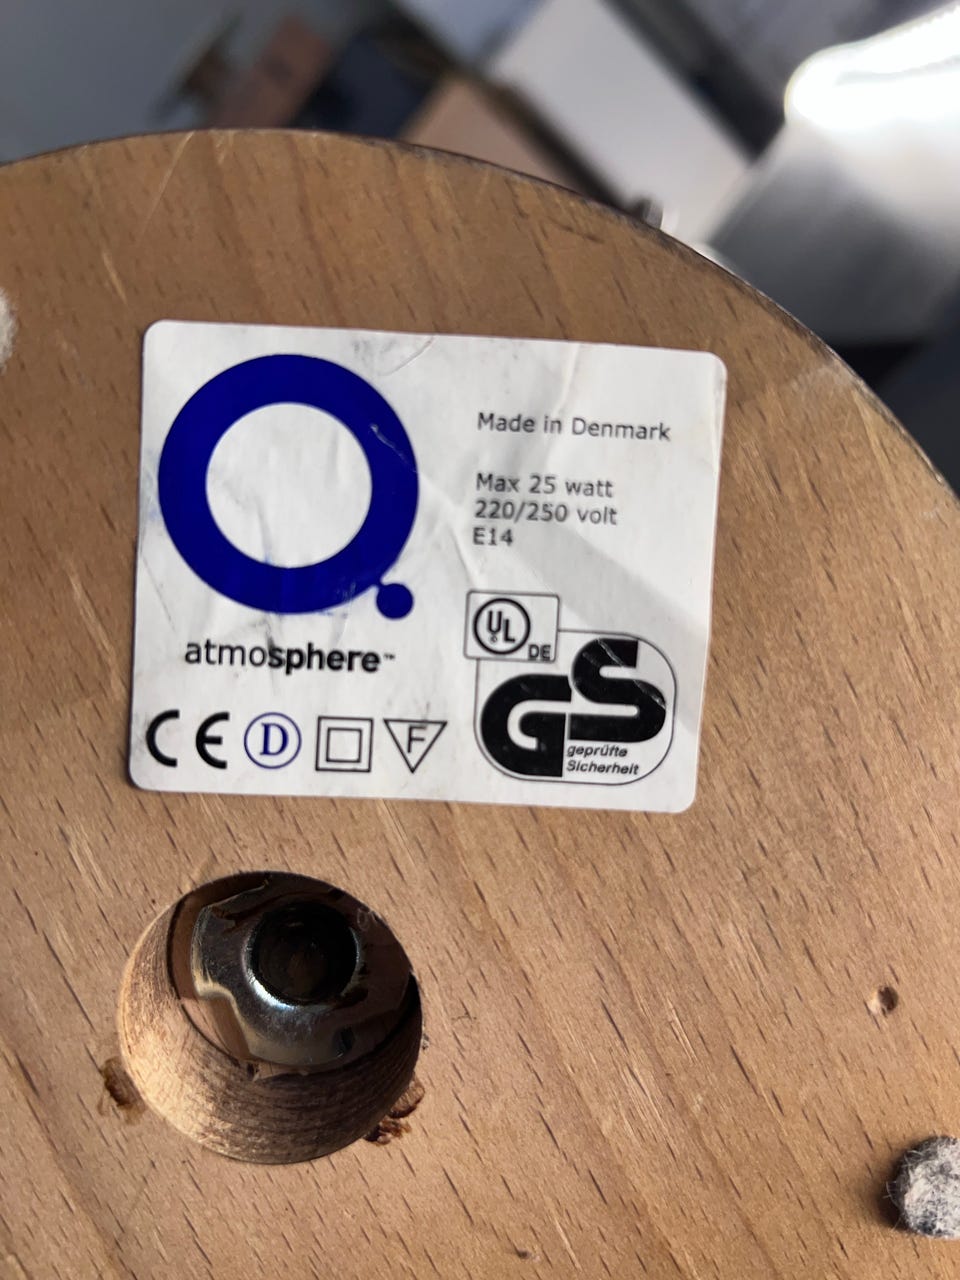 Made in Denmark
Max 25 watt
220/250 volt
E14
atmosphere™
UL
DE
CE D F
GS
geprüfte
Sicherheit